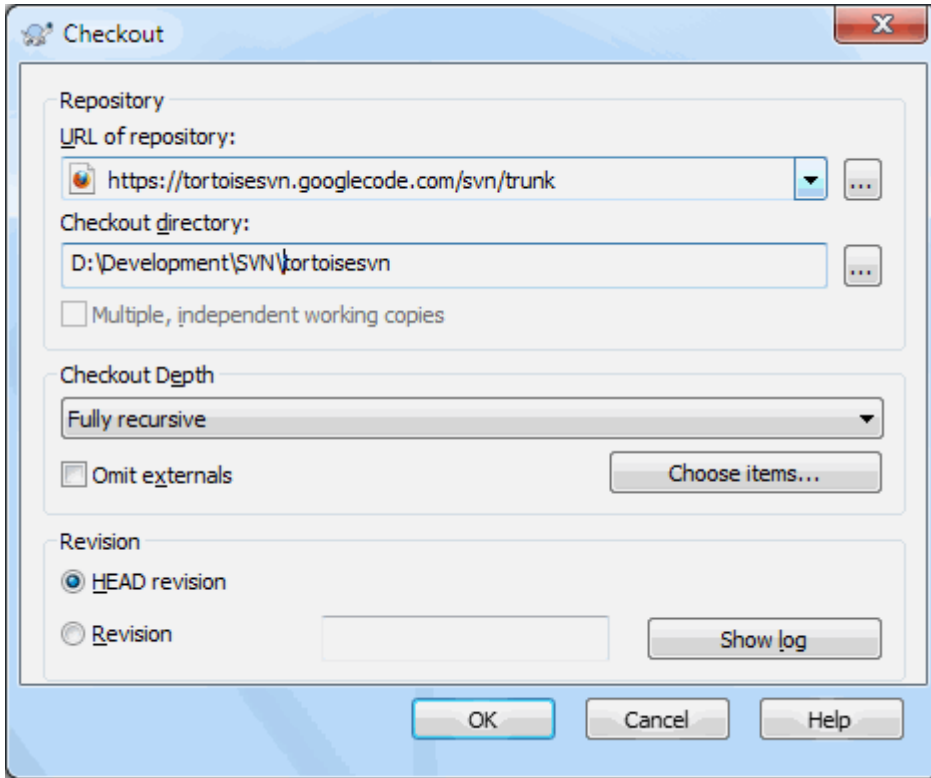 Checkout
Repository
URL of repository:
https://tortoisesvn.googlecode.com/svn/trunk
...
Checkout directory:
D:\Development\SVN\tortoisesvn
...
Multiple, independent working copies
Checkout Depth
Fully recursive
Omit externals
Choose items...
Revision
HEAD revision
Revision
Show log
OK Cancel Help